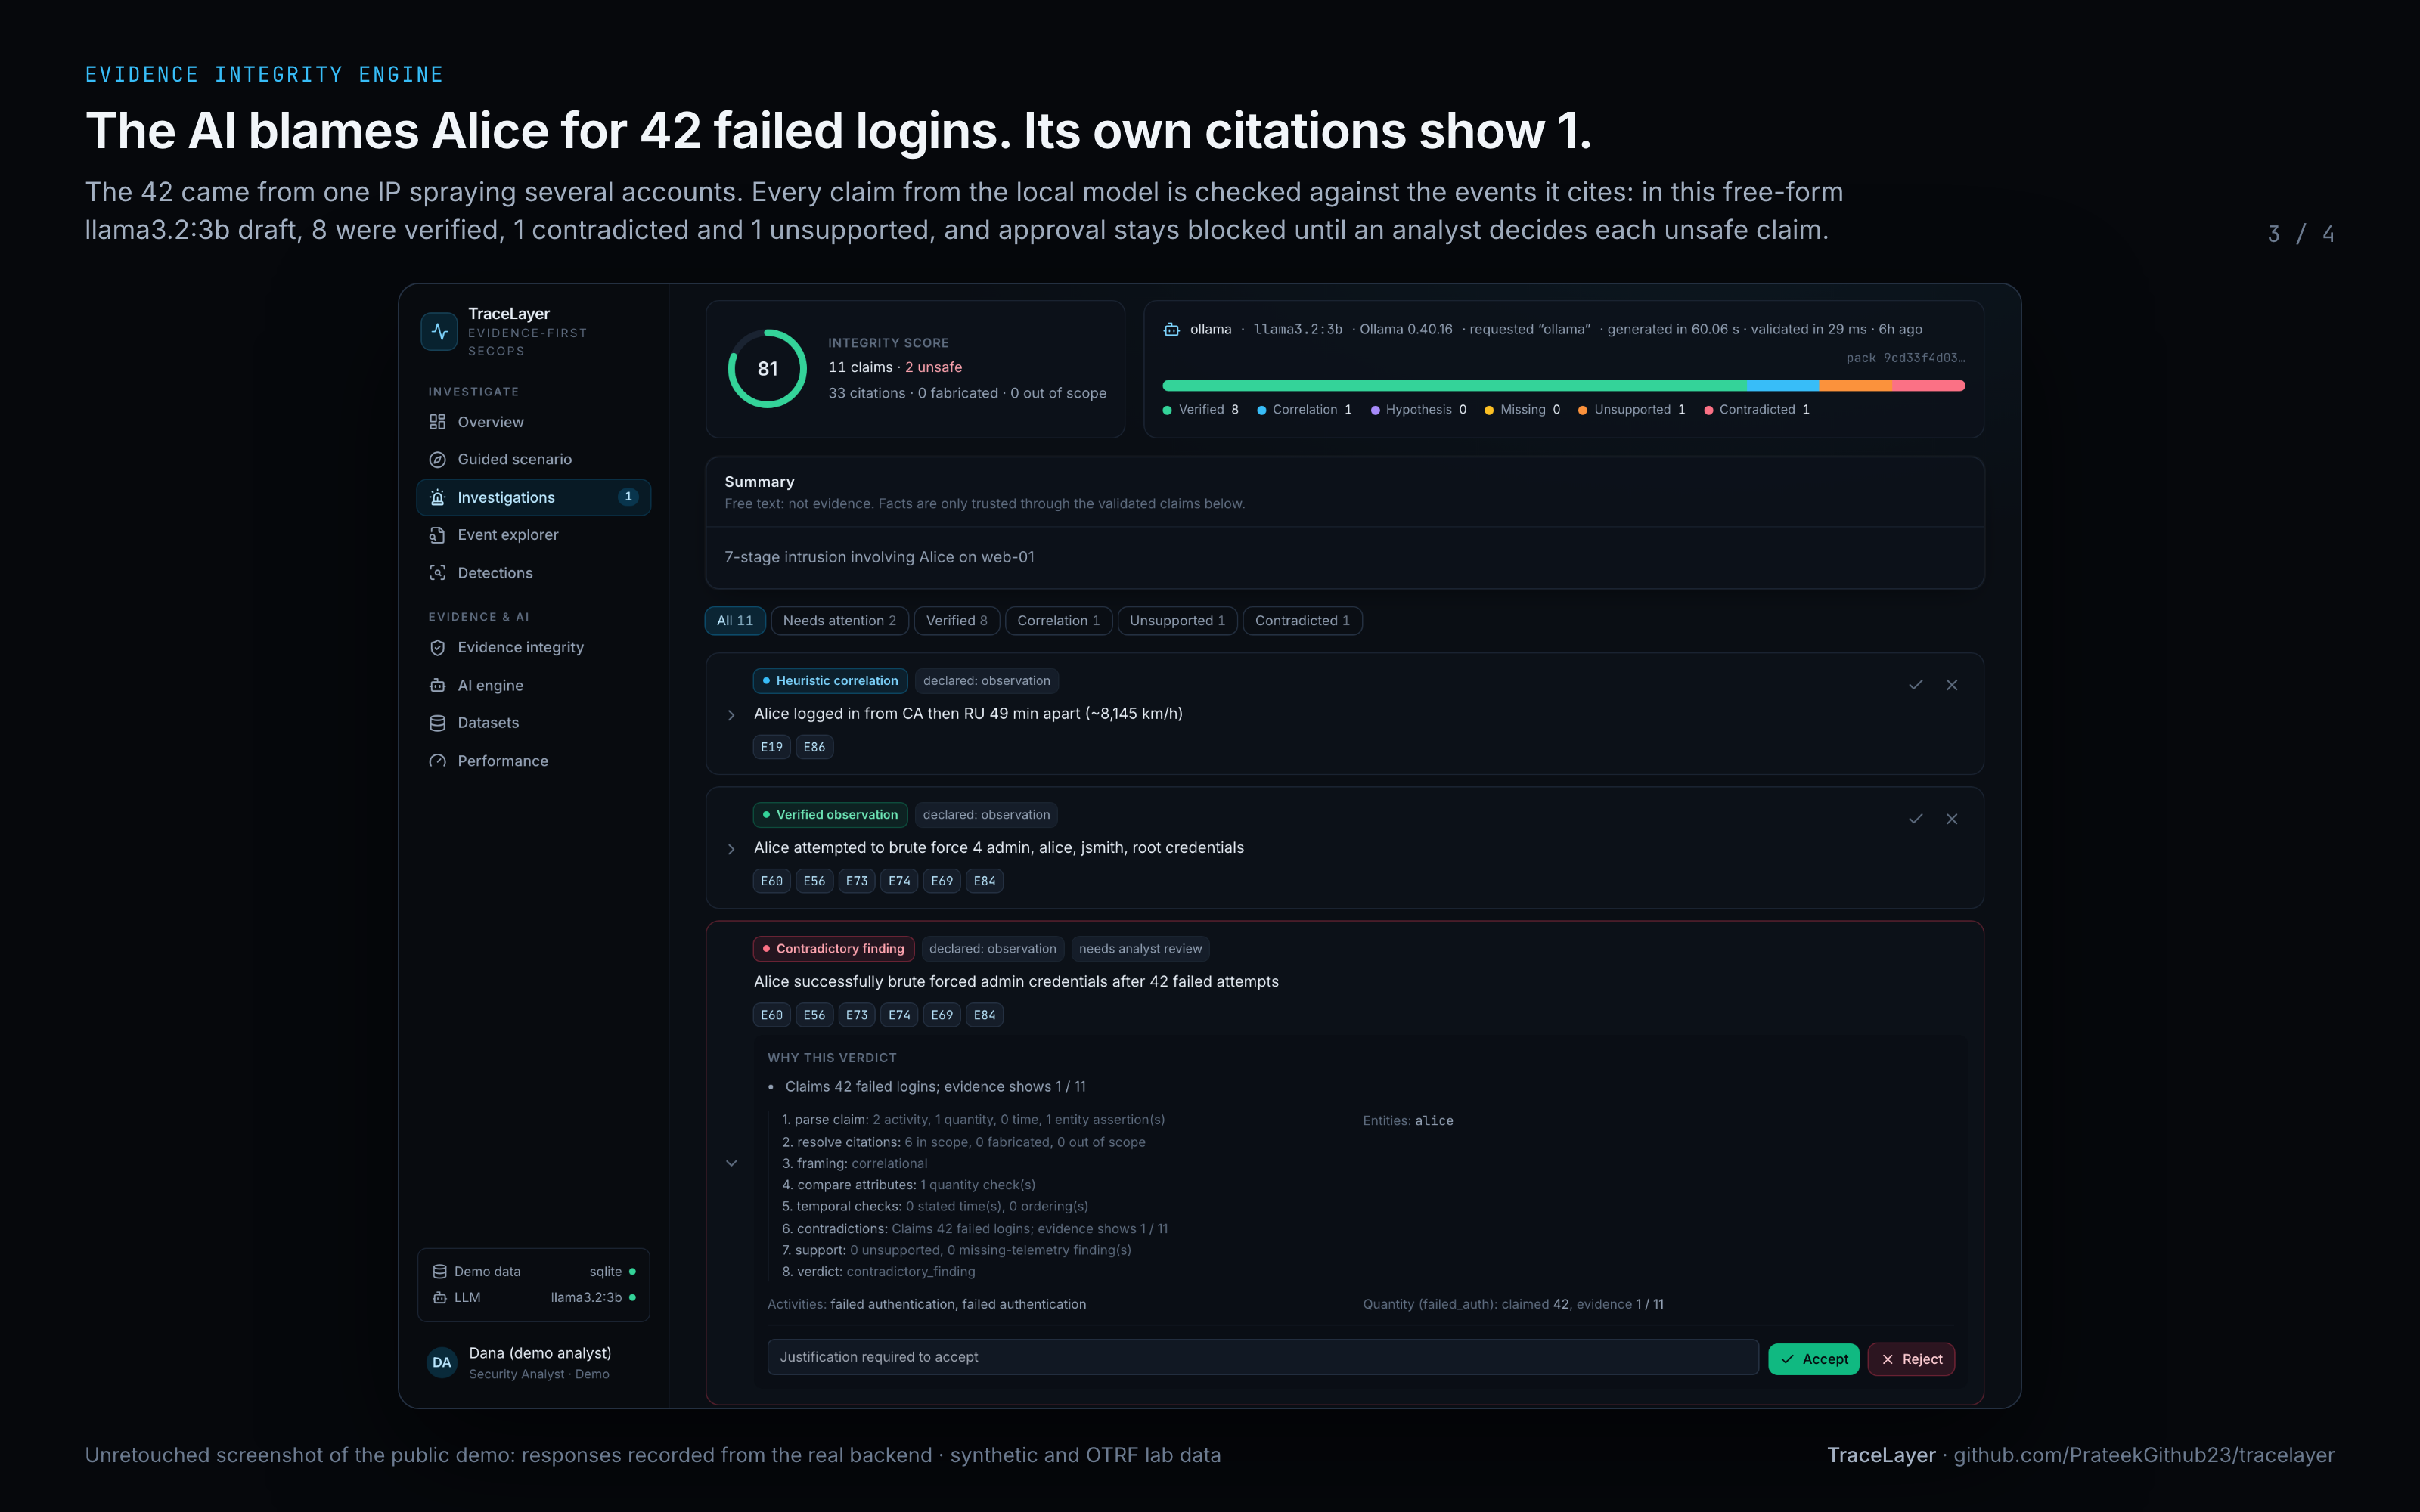 EVIDENCE INTEGRITY ENGINE
The AI blames Alice for 42 failed logins. Its own citations show 1.
The 42 came from one IP spraying several accounts. Every claim from the local model is checked against the events it cites: in this free-form
llama3.2:3b draft, 8 were verified, 1 contradicted and 1 unsupported, and approval stays blocked until an analyst decides each unsafe claim.
3 / 4
TraceLayer
EVIDENCE-FIRST
SECOPS
INVESTIGATE
Overview
Guided scenario
Investigations 1
Event explorer
Detections
EVIDENCE & AI
Evidence integrity
AI engine
Datasets
Performance
Demo data sqlite
LLM llama3.2:3b
DA
Dana (demo analyst)
Security Analyst · Demo
81
INTEGRITY SCORE
11 claims · 2 unsafe
33 citations · 0 fabricated · 0 out of scope
ollama · llama3.2:3b · Ollama 0.40.16 · requested “ollama” · generated in 60.06 s · validated in 29 ms · 6h ago
pack 9cd33f4d03…
Verified 8 Correlation 1 Hypothesis 0 Missing 0 Unsupported 1 Contradicted 1
Summary
Free text: not evidence. Facts are only trusted through the validated claims below.
7-stage intrusion involving Alice on web-01
All 11 Needs attention 2 Verified 8 Correlation 1 Unsupported 1 Contradicted 1
Heuristic correlation declared: observation
Alice logged in from CA then RU 49 min apart (~8,145 km/h)
E19 E86
Verified observation declared: observation
Alice attempted to brute force 4 admin, alice, jsmith, root credentials
E60 E56 E73 E74 E69 E84
Contradictory finding declared: observation needs analyst review
Alice successfully brute forced admin credentials after 42 failed attempts
E60 E56 E73 E74 E69 E84
WHY THIS VERDICT
• Claims 42 failed logins; evidence shows 1 / 11
1. parse claim: 2 activity, 1 quantity, 0 time, 1 entity assertion(s)
Entities: alice
2. resolve citations: 6 in scope, 0 fabricated, 0 out of scope
3. framing: correlational
4. compare attributes: 1 quantity check(s)
5. temporal checks: 0 stated time(s), 0 ordering(s)
6. contradictions: Claims 42 failed logins; evidence shows 1 / 11
7. support: 0 unsupported, 0 missing-telemetry finding(s)
8. verdict: contradictory_finding
Activities: failed authentication, failed authentication
Quantity (failed_auth): claimed 42, evidence 1 / 11
Justification required to accept
Accept
Reject
Unretouched screenshot of the public demo: responses recorded from the real backend · synthetic and OTRF lab data
TraceLayer · github.com/PrateekGithub23/tracelayer